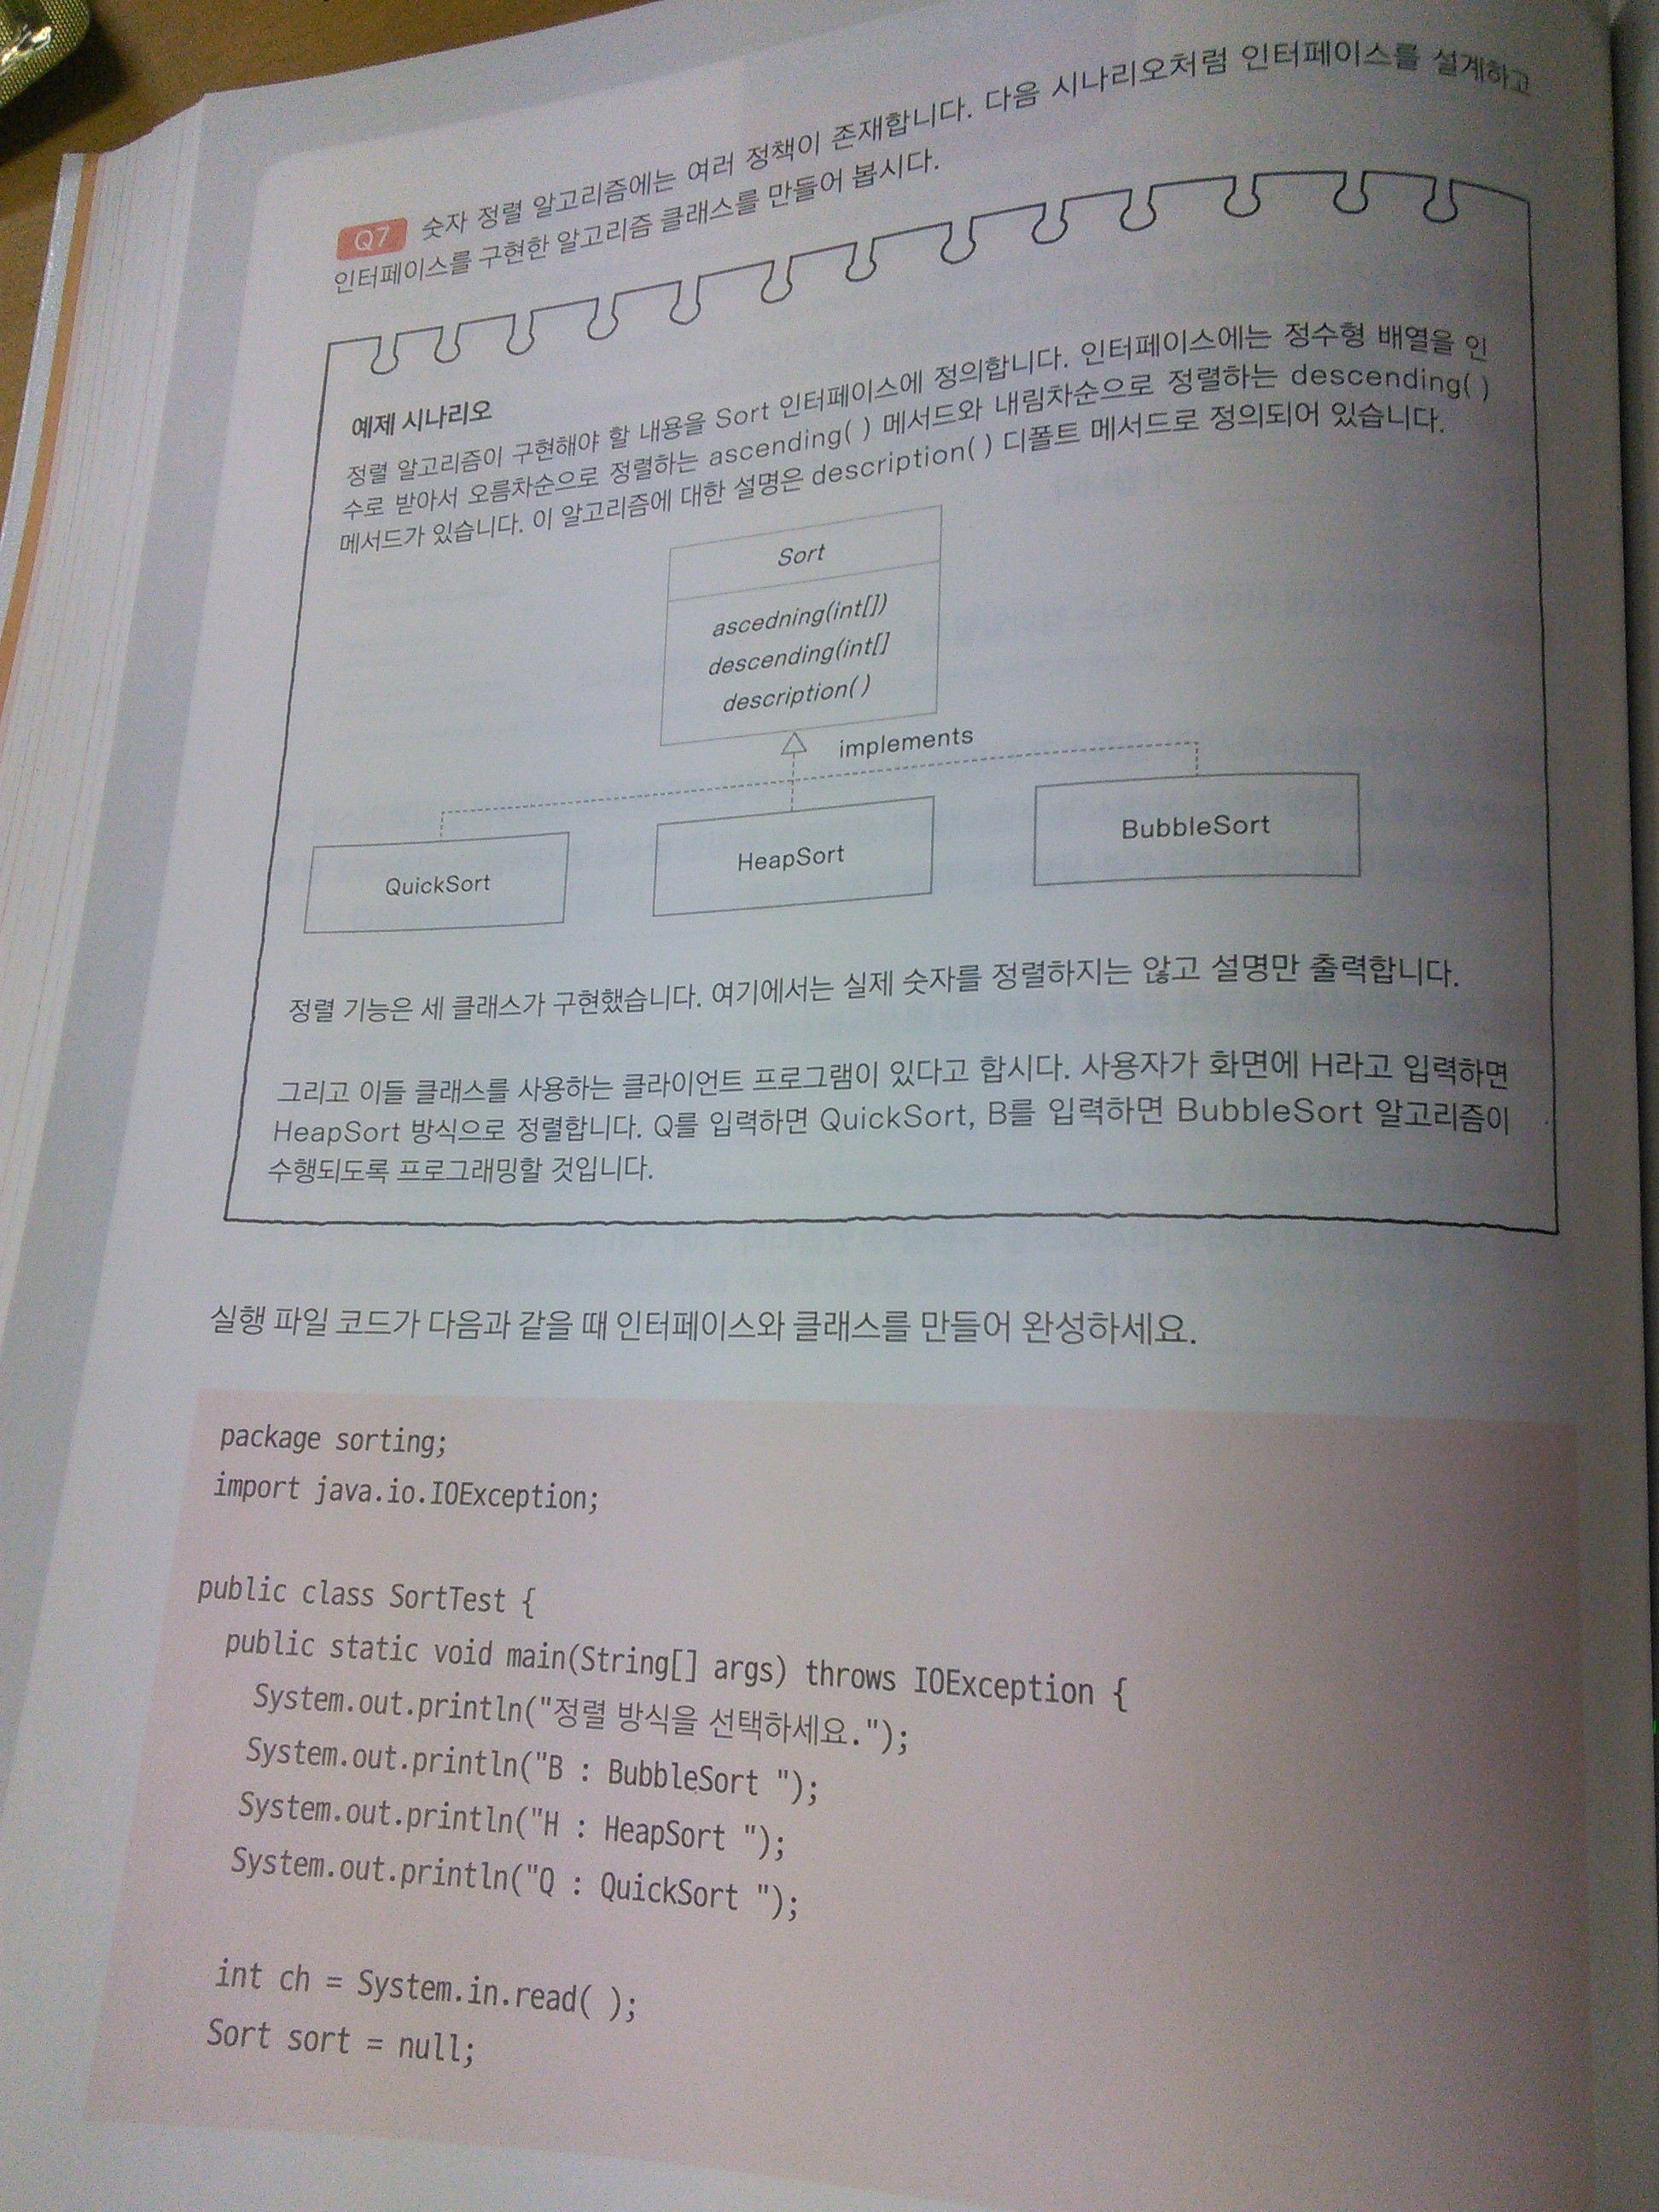 Q7 숫자 정렬 알고리즘에는 여러 정책이 존재합니다. 다음 시나리오처럼 인터페이스를 설계하고
인터페이스를 구현한 알고리즘 클래스를 만들어 봅시다.
예제 시나리오
정렬 알고리즘이 구현해야 할 내용을 Sort 인터페이스에 정의합니다. 인터페이스에는 정수형 배열을 인
수로 받아서 오름차순으로 정렬하는 ascending( ) 메서드와 내림차순으로 정렬하는 descending( )
메서드가 있습니다. 이 알고리즘에 대한 설명은 description( ) 디폴트 메서드로 정의되어 있습니다.
Sort
ascedning(int[])
descending(int[]
description( )
implements
QuickSort
HeapSort
BubbleSort
정렬 기능은 세 클래스가 구현했습니다. 여기에서는 실제 숫자를 정렬하지는 않고 설명만 출력합니다.
그리고 이들 클래스를 사용하는 클라이언트 프로그램이 있다고 합시다. 사용자가 화면에 H라고 입력하면
HeapSort 방식으로 정렬합니다. Q를 입력하면 QuickSort, B를 입력하면 BubbleSort 알고리즘이
수행되도록 프로그래밍할 것입니다.
실행 파일 코드가 다음과 같을 때 인터페이스와 클래스를 만들어 완성하세요.
package sorting;
import java.io.IOException;
public class SortTest {
public static void main(String[] args) throws IOException {
System.out.println("정렬 방식을 선택하세요.");
System.out.println("B : BubbleSort ");
System.out.println("H : HeapSort ");
System.out.println("Q : QuickSort ");
int ch = System.in.read( );
Sort sort = null;